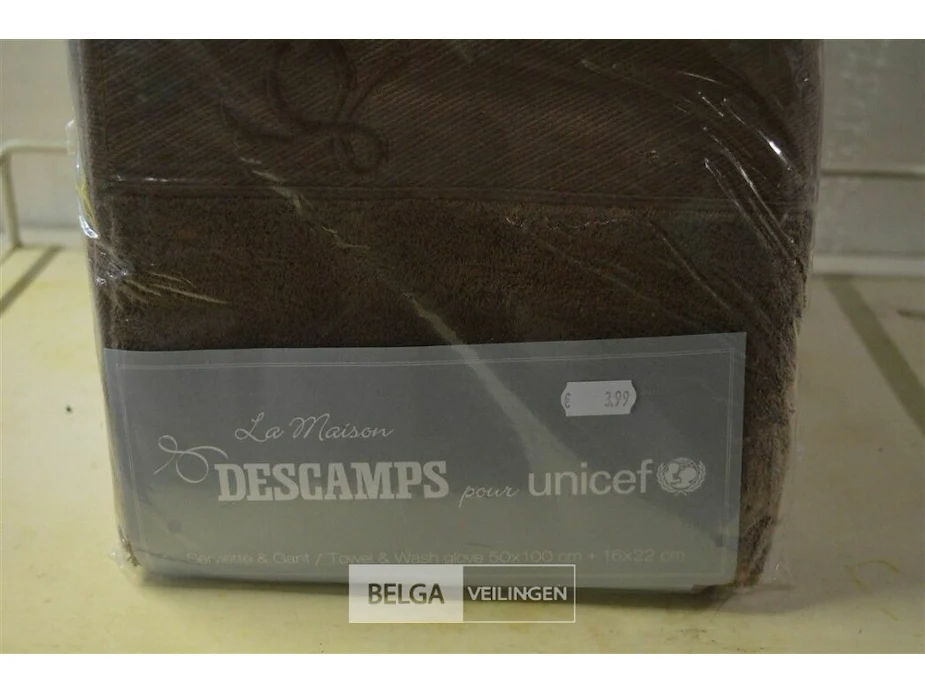 € 3.99
La Maison
DESCAMPS pour unicef
Serviette & Gant / Towel & Wash glove 50x100 cm + 16x22 cm
BELGA VEILINGEN